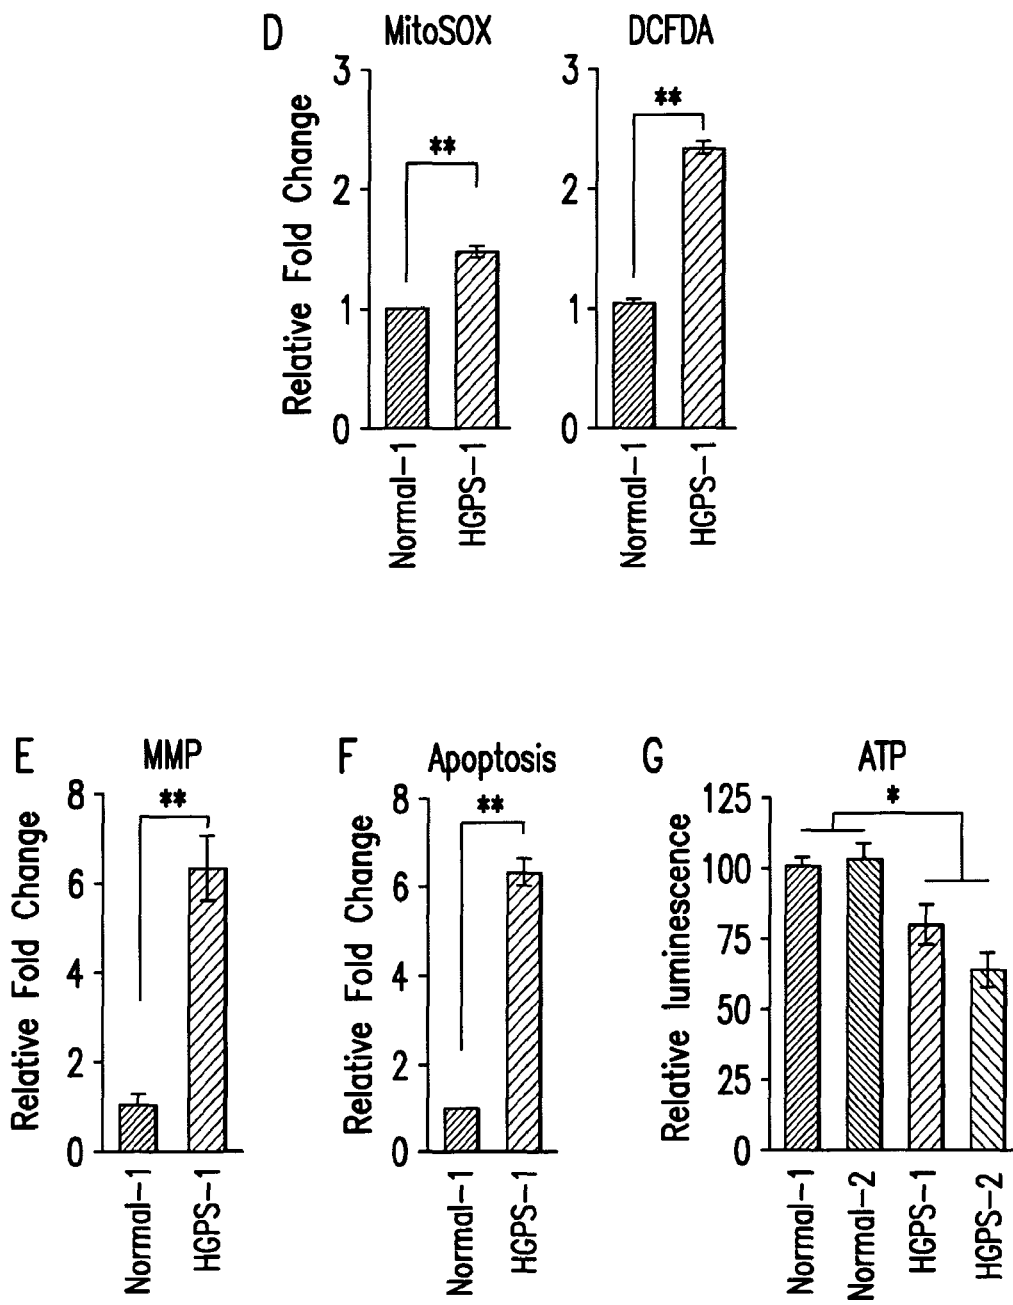 D
MitoSOX
DCFDA
Relative Fold Change
3
2
1
0
**
Normal-1
HGPS-1
3
2
1
0
**
Normal-1
HGPS-1
E
MMP
Relative Fold Change
8
6
4
2
0
**
Normal-1
HGPS-1
F
Apoptosis
Relative Fold Change
8
6
4
2
0
**
Normal-1
HGPS-1
G
ATP
Relative luminescence
125
100
75
50
25
0
*
Normal-1
Normal-2
HGPS-1
HGPS-2